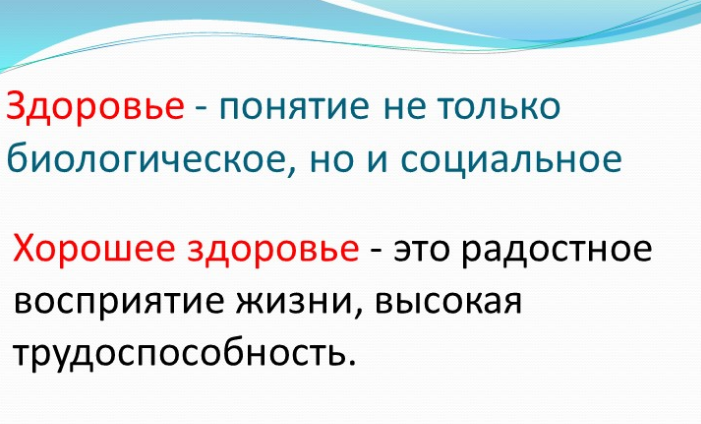 Здоровье - понятие не только
биологическое, но и социальное
Хорошее здоровье - это радостное
восприятие жизни, высокая
трудоспособность.